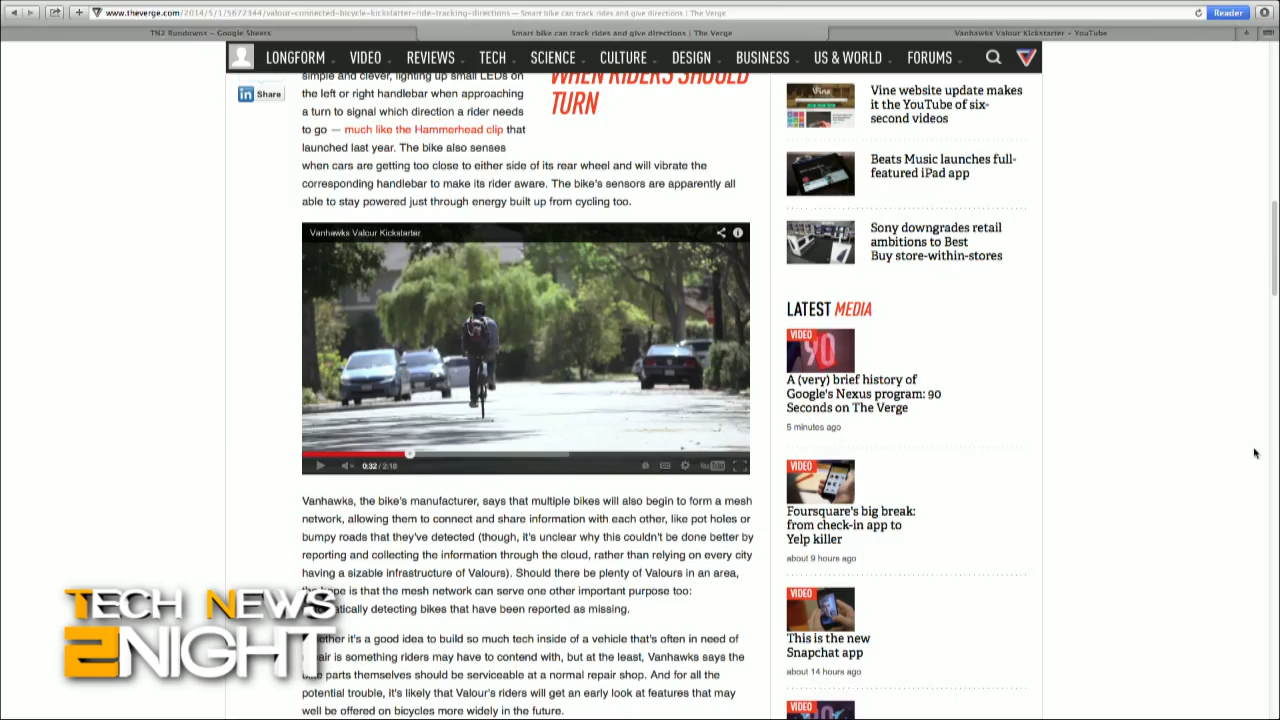 www.theverge.com/2014/5/1/5672344/valour-connected-bicycle-kickstarter-ride-tracking-directions — Smart bike can track rides and give directions | The Verge
Reader
TN2 Rundowns – Google Sheets
Smart bike can track rides and give directions | The Verge
Vanhawks Valour Kickstarter - YouTube
LONGFORM VIDEO REVIEWS TECH SCIENCE CULTURE DESIGN BUSINESS US & WORLD FORUMS
Share
simple and clever, lighting up small LEDs on
the left or right handlebar when approaching
a turn to signal which direction a rider needs
to go — much like the Hammerhead clip that
launched last year. The bike also senses
when cars are getting too close to either side of its rear wheel and will vibrate the
corresponding handlebar to make its rider aware. The bike's sensors are apparently all
able to stay powered just through energy built up from cycling too.
WHEN RIDERS SHOULD
TURN
Vanhawks Valour Kickstarter
0:32 / 2:18
YouTube
Vanhawks, the bike's manufacturer, says that multiple bikes will also begin to form a mesh
network, allowing them to connect and share information with each other, like pot holes or
bumpy roads that they've detected (though, it's unclear why this couldn't be done better by
reporting and collecting the information through the cloud, rather than relying on every city
having a sizable infrastructure of Valours). Should there be plenty of Valours in an area,
hope is that the mesh network can serve one other important purpose too:
detecting bikes that have been reported as missing.
it's a good idea to build so much tech inside of a vehicle that's often in need of
is something riders may have to contend with, but at the least, Vanhawks says the
parts themselves should be serviceable at a normal repair shop. And for all the
potential trouble, it's likely that Valour's riders will get an early look at features that may
well be offered on bicycles more widely in the future.
Vine website update makes
it the YouTube of six-
second videos
Beats Music launches full-
featured iPad app
Sony downgrades retail
ambitions to Best
Buy store-within-stores
LATEST MEDIA
VIDEO
90
A (very) brief history of
Google's Nexus program: 90
Seconds on The Verge
5 minutes ago
VIDEO
Foursquare's big break:
from check-in app to
Yelp killer
about 9 hours ago
VIDEO
This is the new
Snapchat app
about 14 hours ago
VIDEO
TECH NEWS
2NIGHT